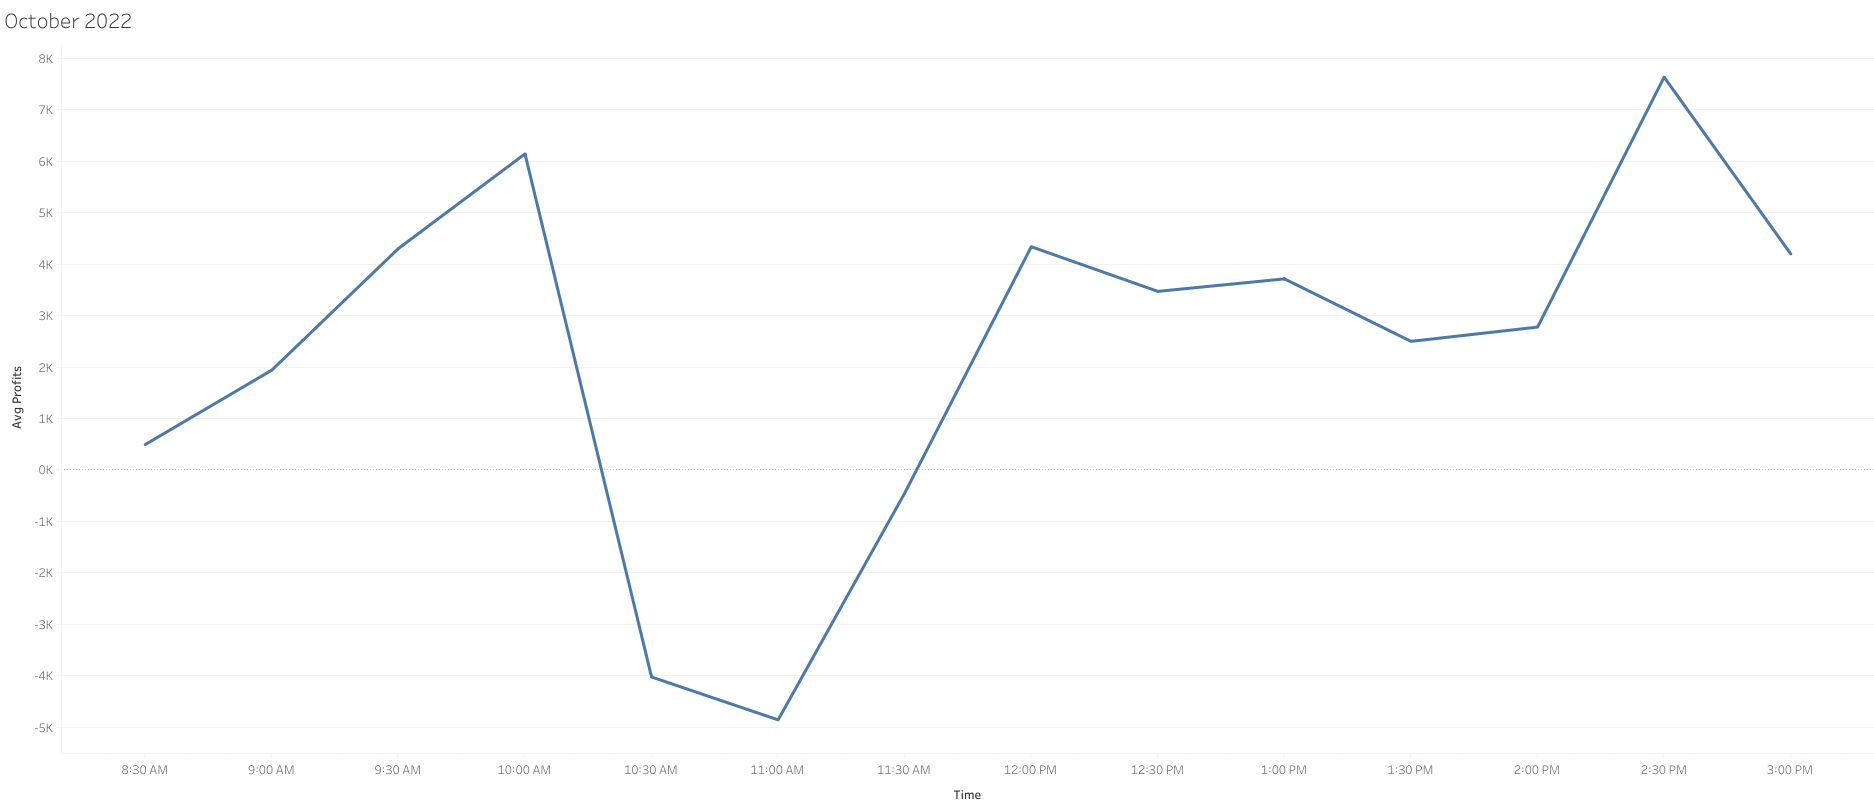 October 2022
8K
7K
6K
5K
4K
3K
2K
1K
0K
-1K
-2K
-3K
-4K
-5K
Avg Profits
8:30 AM 9:00 AM 9:30 AM 10:00 AM 10:30 AM 11:00 AM 11:30 AM 12:00 PM 12:30 PM 1:00 PM 1:30 PM 2:00 PM 2:30 PM 3:00 PM
Time